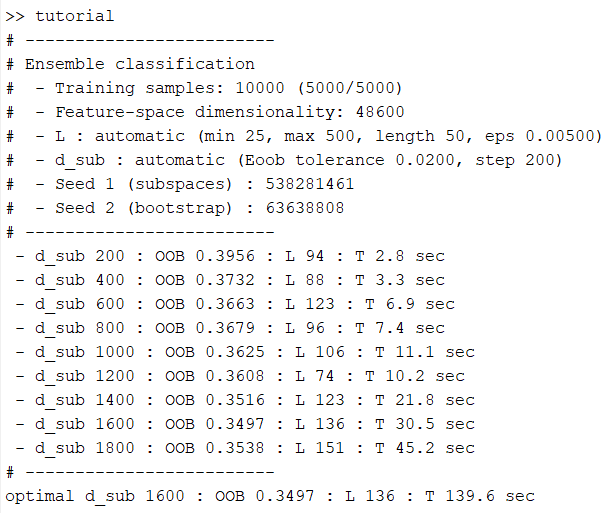 >> tutorial
# --------------------------
# Ensemble classification
#  - Training samples: 10000 (5000/5000)
#  - Feature-space dimensionality: 48600
#  - L : automatic (min 25, max 500, length 50, eps 0.00500)
#  - d_sub : automatic (Eoob tolerance 0.0200, step 200)
#  - Seed 1 (subspaces) : 538281461
#  - Seed 2 (bootstrap) : 63638808
# --------------------------
 - d_sub 200 : OOB 0.3956 : L 94 : T 2.8 sec
 - d_sub 400 : OOB 0.3732 : L 88 : T 3.3 sec
 - d_sub 600 : OOB 0.3663 : L 123 : T 6.9 sec
 - d_sub 800 : OOB 0.3679 : L 96 : T 7.4 sec
 - d_sub 1000 : OOB 0.3625 : L 106 : T 11.1 sec
 - d_sub 1200 : OOB 0.3608 : L 74 : T 10.2 sec
 - d_sub 1400 : OOB 0.3516 : L 123 : T 21.8 sec
 - d_sub 1600 : OOB 0.3497 : L 136 : T 30.5 sec
 - d_sub 1800 : OOB 0.3538 : L 151 : T 45.2 sec
# --------------------------
optimal d_sub 1600 : OOB 0.3497 : L 136 : T 139.6 sec